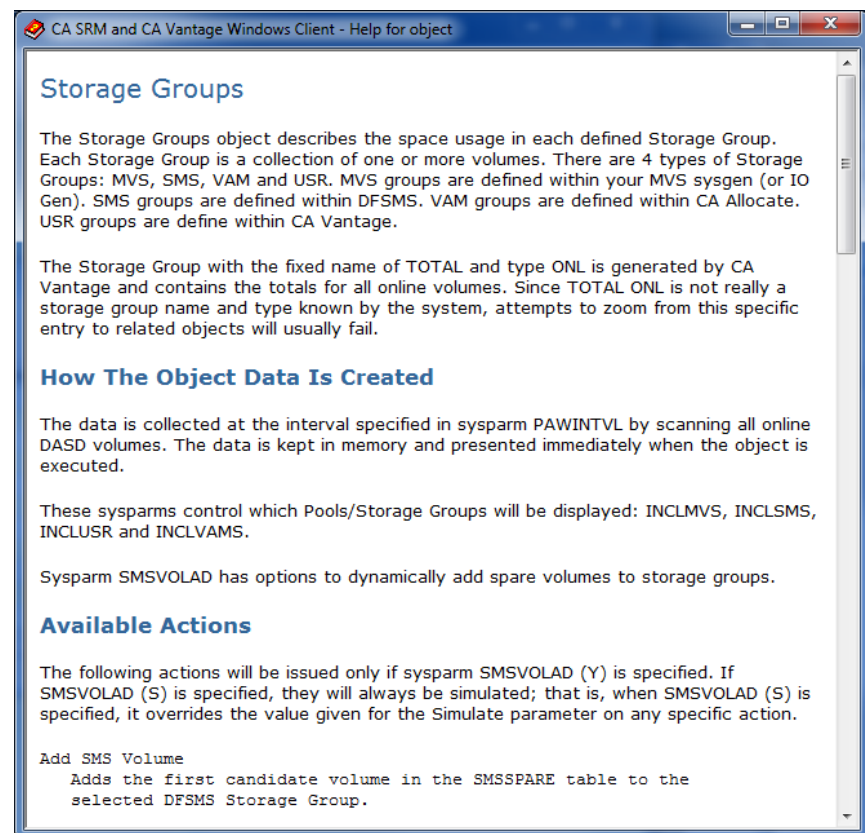 CA SRM and CA Vantage Windows Client - Help for object
Storage Groups
The Storage Groups object describes the space usage in each defined Storage Group.
Each Storage Group is a collection of one or more volumes. There are 4 types of Storage
Groups: MVS, SMS, VAM and USR. MVS groups are defined within your MVS sysgen (or IO
Gen). SMS groups are defined within DFSMS. VAM groups are defined within CA Allocate.
USR groups are define within CA Vantage.
The Storage Group with the fixed name of TOTAL and type ONL is generated by CA
Vantage and contains the totals for all online volumes. Since TOTAL ONL is not really a
storage group name and type known by the system, attempts to zoom from this specific
entry to related objects will usually fail.
How The Object Data Is Created
The data is collected at the interval specified in sysparm PAWINTVL by scanning all online
DASD volumes. The data is kept in memory and presented immediately when the object is
executed.
These sysparms control which Pools/Storage Groups will be displayed: INCLMVS, INCLSMS,
INCLUSR and INCLVAMS.
Sysparm SMSVOLAD has options to dynamically add spare volumes to storage groups.
Available Actions
The following actions will be issued only if sysparm SMSVOLAD (Y) is specified. If
SMSVOLAD (S) is specified, they will always be simulated; that is, when SMSVOLAD (S) is
specified, it overrides the value given for the Simulate parameter on any specific action.
Add SMS Volume
Adds the first candidate volume in the SMSSPARE table to the
selected DFSMS Storage Group.